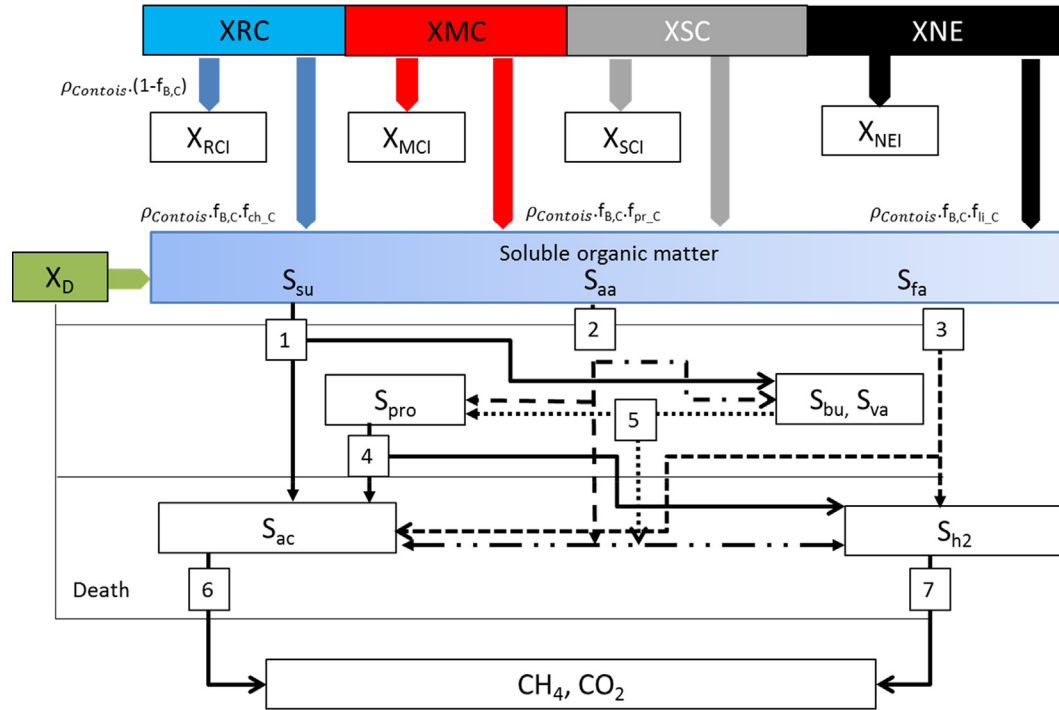 XRC XMC XSC XNE
ρContois.(1-fB,C)
XRCI XMCI XSCI XNEI
ρContois.fB,C.fch_C ρContois.fB,C.fpr_C ρContois.fB,C.fli_C
Soluble organic matter
XD
Ssu Saa Sfa
1 2 3
Spro Sbu, Sva
5
4
Sac Sh2
Death 6 7
CH4, CO2